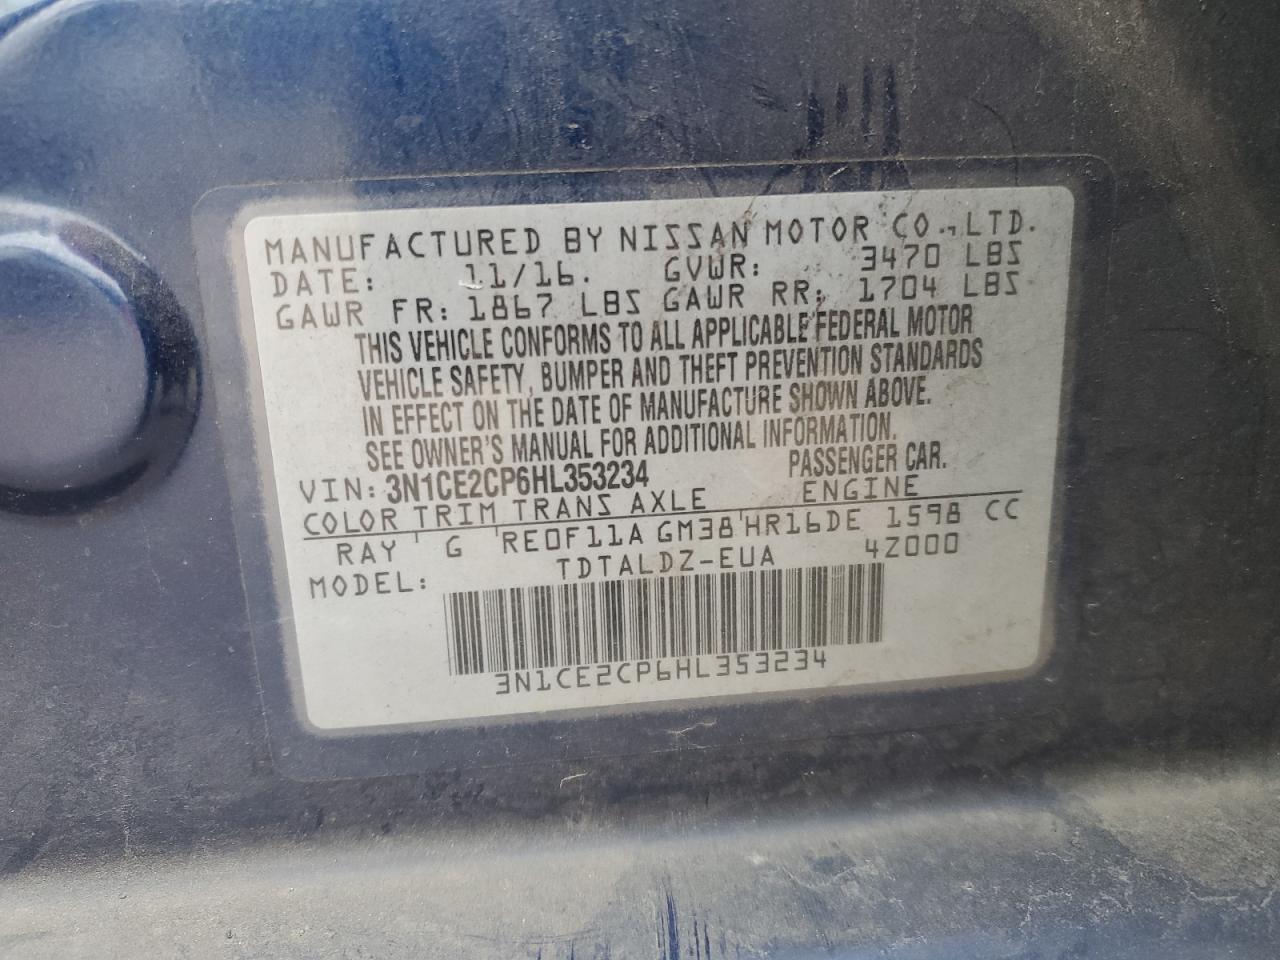 MANUFACTURED BY NISSAN MOTOR CO., LTD.
DATE: 11/16. GVWR: 3470 LBS
GAWR FR: 1867 LBS GAWR RR: 1704 LBS
THIS VEHICLE CONFORMS TO ALL APPLICABLE FEDERAL MOTOR
VEHICLE SAFETY, BUMPER AND THEFT PREVENTION STANDARDS
IN EFFECT ON THE DATE OF MANUFACTURE SHOWN ABOVE.
SEE OWNER'S MANUAL FOR ADDITIONAL INFORMATION.
VIN: 3N1CE2CP6HL353234 PASSENGER CAR.
COLOR TRIM TRANS AXLE ENGINE
RAY ' G 'RE0F11A GM38'HR16DE 1598 CC
MODEL: TDTALDZ-EUA 4Z000
3N1CE2CP6HL353234